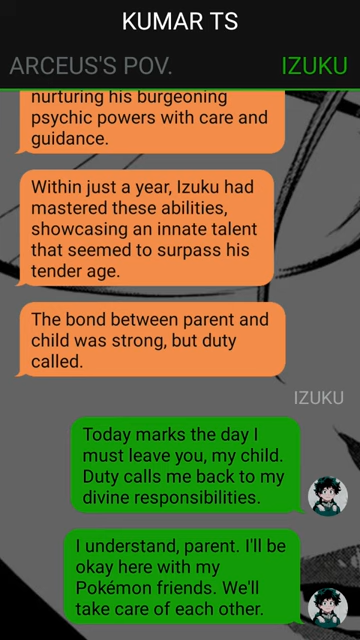 KUMAR TS
ARCEUS'S POV.
IZUKU
nurturing his burgeoning
psychic powers with care and
guidance.
Within just a year, Izuku had
mastered these abilities,
showcasing an innate talent
that seemed to surpass his
tender age.
The bond between parent and
child was strong, but duty
called.
IZUKU
Today marks the day I
must leave you, my child.
Duty calls me back to my
divine responsibilities.
I understand, parent. I'll be
okay here with my
Pokémon friends. We'll
take care of each other.